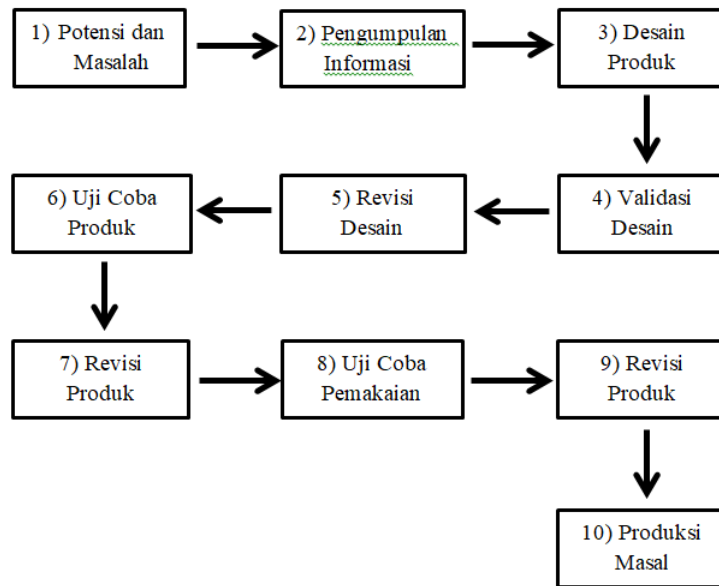 1) Potensi dan
Masalah
2) Pengumpulan
Informasi
3) Desain
Produk
4) Validasi
Desain
5) Revisi
Desain
6) Uji Coba
Produk
7) Revisi
Produk
8) Uji Coba
Pemakaian
9) Revisi
Produk
10) Produksi
Masal